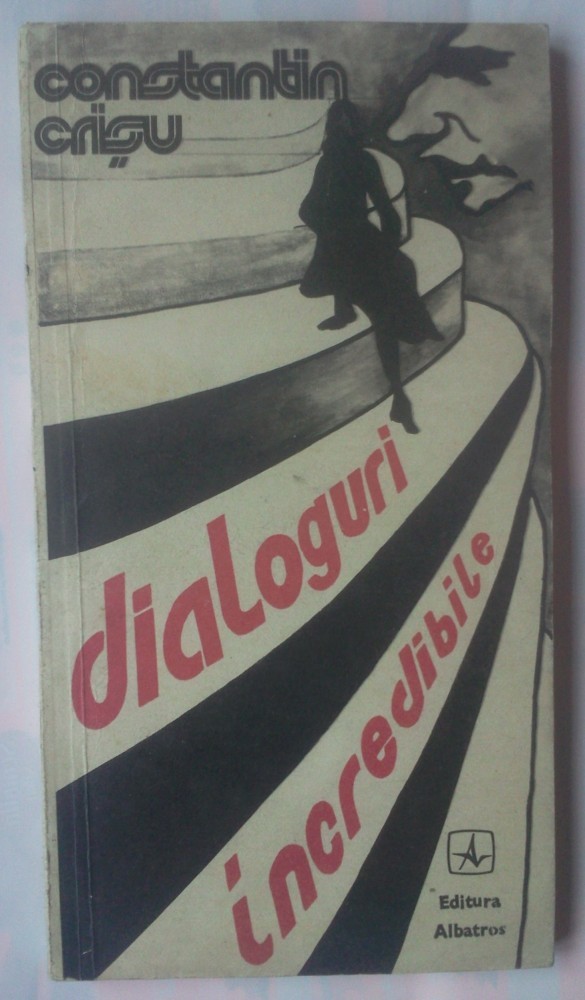 constantin
crişu
dialoguri
incredibile
Editura
Albatros